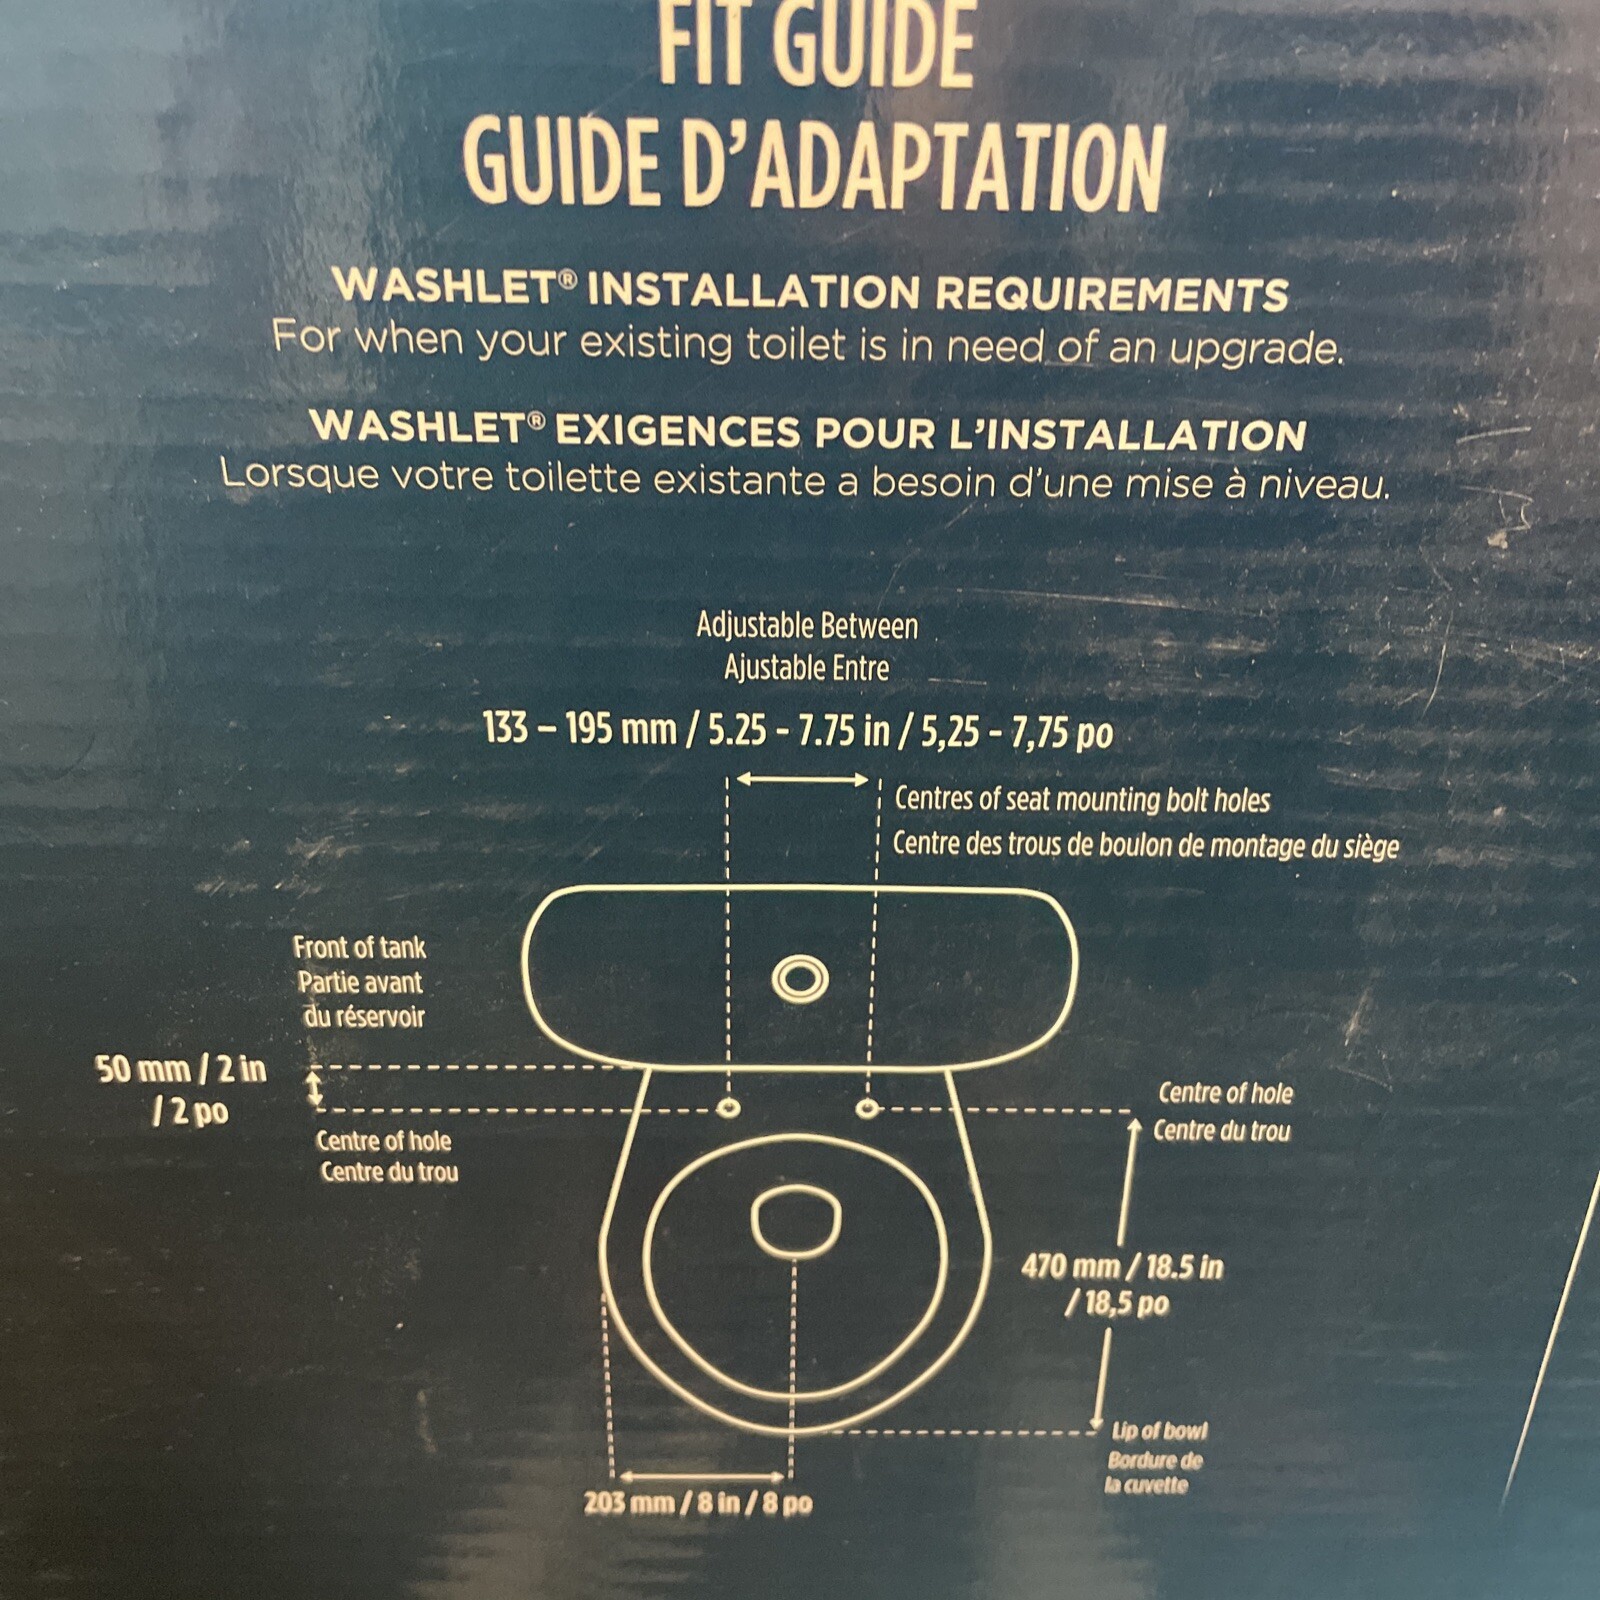 FIT GUIDE
GUIDE D’ADAPTATION
WASHLET® INSTALLATION REQUIREMENTS
For when your existing toilet is in need of an upgrade.
WASHLET® EXIGENCES POUR L’INSTALLATION
Lorsque votre toilette existante a besoin d’une mise à niveau.
Adjustable Between
Ajustable Entre
133 – 195 mm / 5.25 - 7.75 in / 5,25 - 7,75 po
Centres of seat mounting bolt holes
Centre des trous de boulon de montage du siège
Front of tank
Partie avant
du réservoir
50 mm / 2 in
/ 2 po
Centre of hole
Centre du trou
Centre of hole
Centre du trou
470 mm / 18.5 in
/ 18,5 po
Lip of bowl
Bordure de
la cuvette
203 mm / 8 in / 8 po